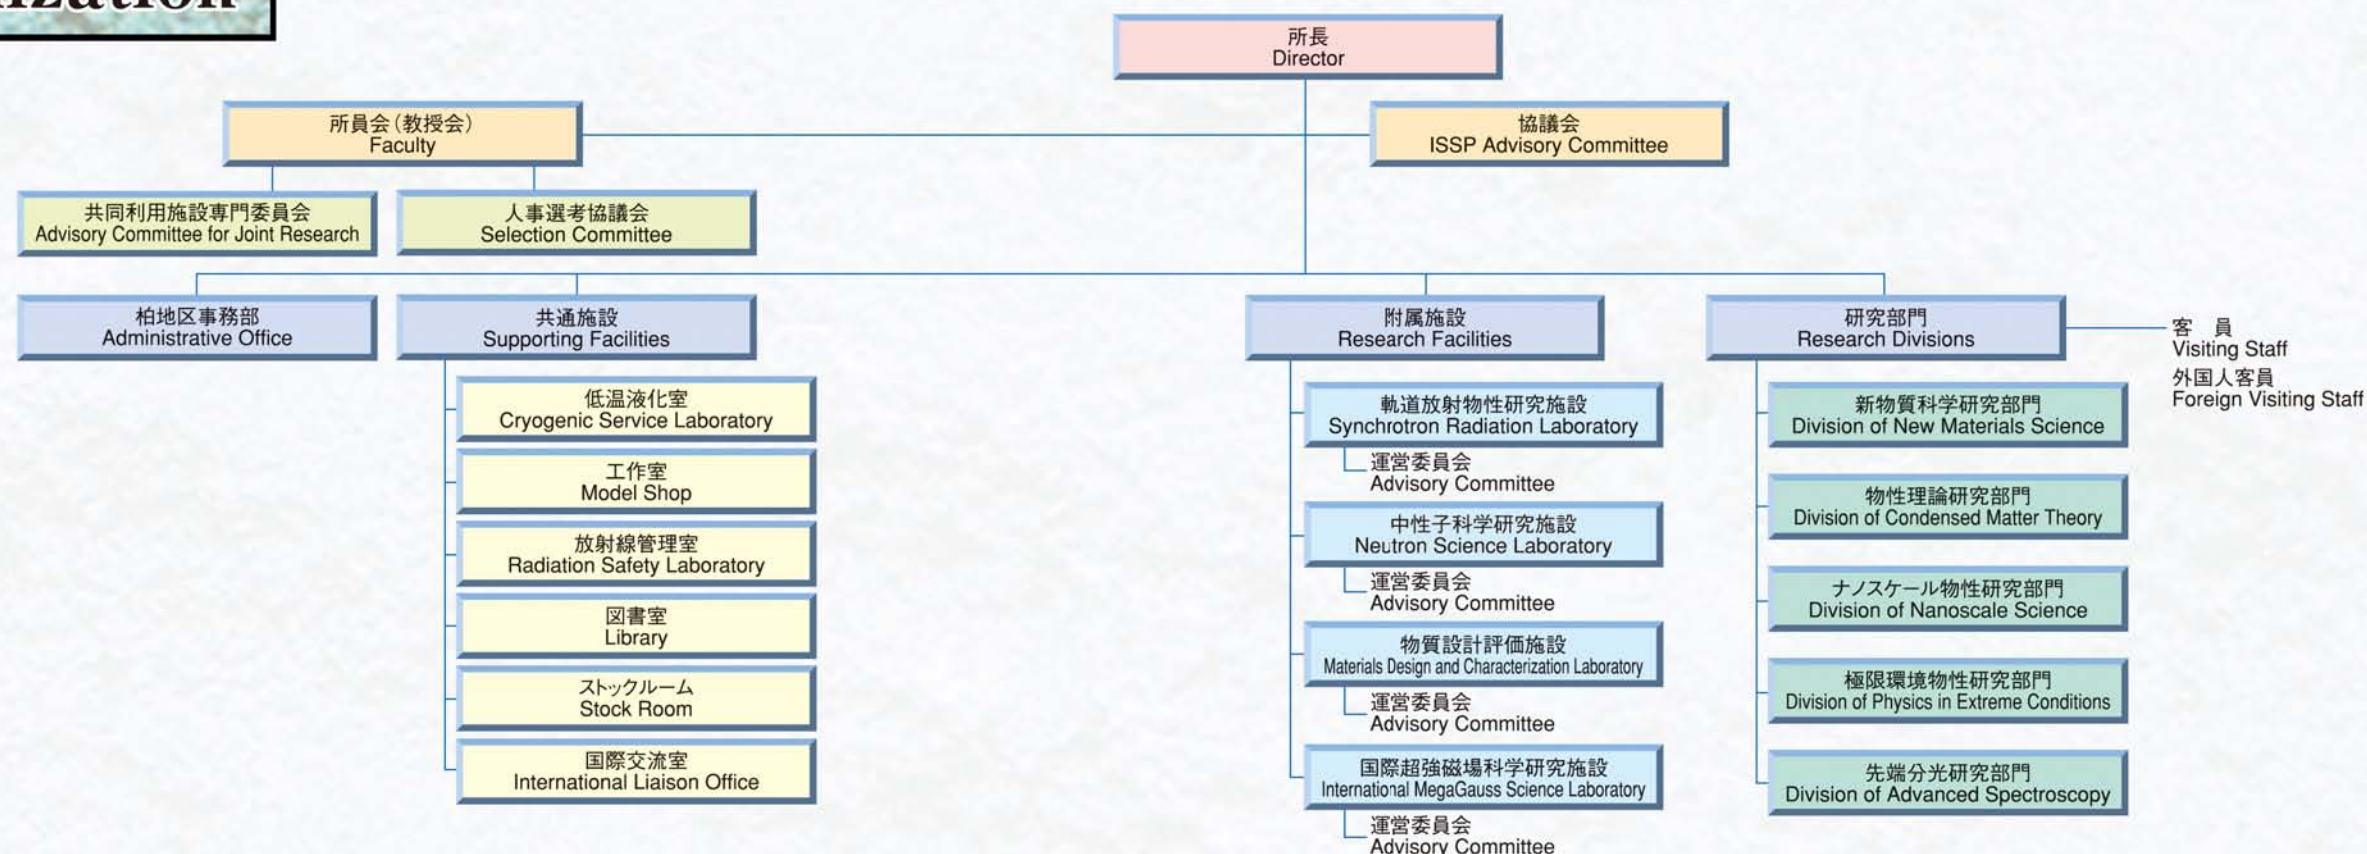 所長
Director
所員会（教授会）
Faculty
協議会
ISSP Advisory Committee
共同利用施設専門委員会
Advisory Committee for Joint Research
人事選考協議会
Selection Committee
柏地区事務部
Administrative Office
共通施設
Supporting Facilities
低温液化室
Cryogenic Service Laboratory
工作室
Model Shop
放射線管理室
Radiation Safety Laboratory
図書室
Library
ストックルーム
Stock Room
国際交流室
International Liaison Office
附属施設
Research Facilities
軌道放射物性研究施設
Synchrotron Radiation Laboratory
運営委員会
Advisory Committee
中性子科学研究施設
Neutron Science Laboratory
運営委員会
Advisory Committee
物質設計評価施設
Materials Design and Characterization Laboratory
運営委員会
Advisory Committee
国際超強磁場科学研究施設
International MegaGauss Science Laboratory
運営委員会
Advisory Committee
研究部門
Research Divisions
客　員
Visiting Staff
外国人客員
Foreign Visiting Staff
新物質科学研究部門
Division of New Materials Science
物性理論研究部門
Division of Condensed Matter Theory
ナノスケール物性研究部門
Division of Nanoscale Science
極限環境物性研究部門
Division of Physics in Extreme Conditions
先端分光研究部門
Division of Advanced Spectroscopy